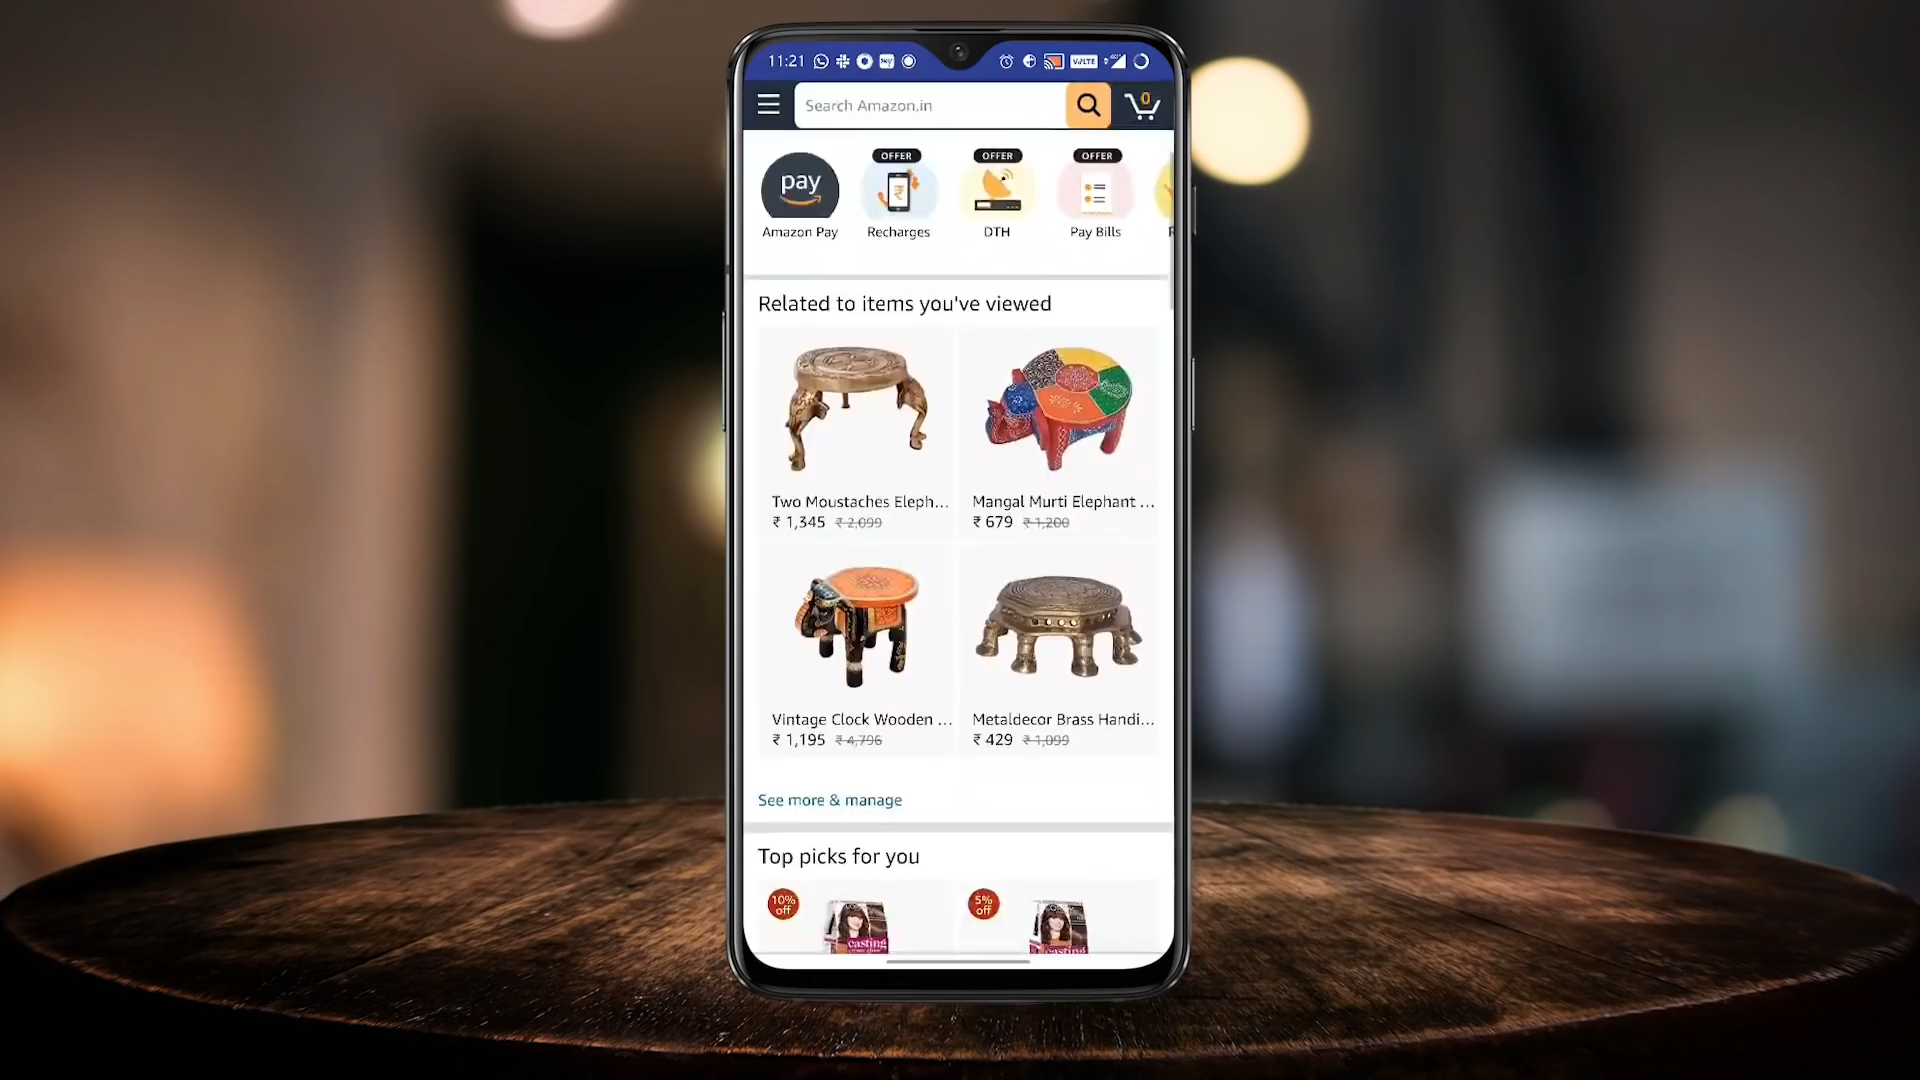 11:21 VoLTE
Search Amazon.in 0
OFFER OFFER OFFER
pay
Amazon Pay Recharges DTH Pay Bills
Related to items you've viewed
Two Moustaches Eleph... Mangal Murti Elephant ...
₹ 1,345 ₹ 2,099 ₹ 679 ₹ 1,200
Vintage Clock Wooden ... Metaldecor Brass Handi...
₹ 1,195 ₹ 4,796 ₹ 429 ₹ 1,099
See more & manage
Top picks for you
10% off 5% off
casting casting